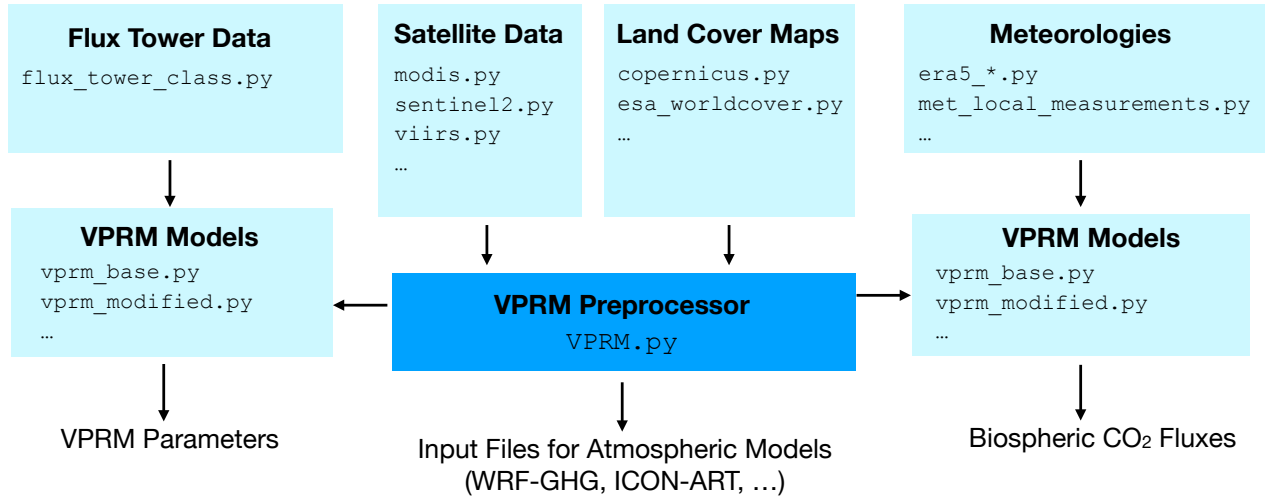 Flux Tower Data
flux_tower_class.py
Satellite Data
modis.py
sentinel2.py
viirs.py
…
Land Cover Maps
copernicus.py
esa_worldcover.py
…
Meteorologies
era5_*.py
met_local_measurements.py
…
VPRM Models
vprm_base.py
vprm_modified.py
…
VPRM Preprocessor
VPRM.py
VPRM Models
vprm_base.py
vprm_modified.py
…
VPRM Parameters
Input Files for Atmospheric Models
(WRF-GHG, ICON-ART, …)
Biospheric CO₂ Fluxes